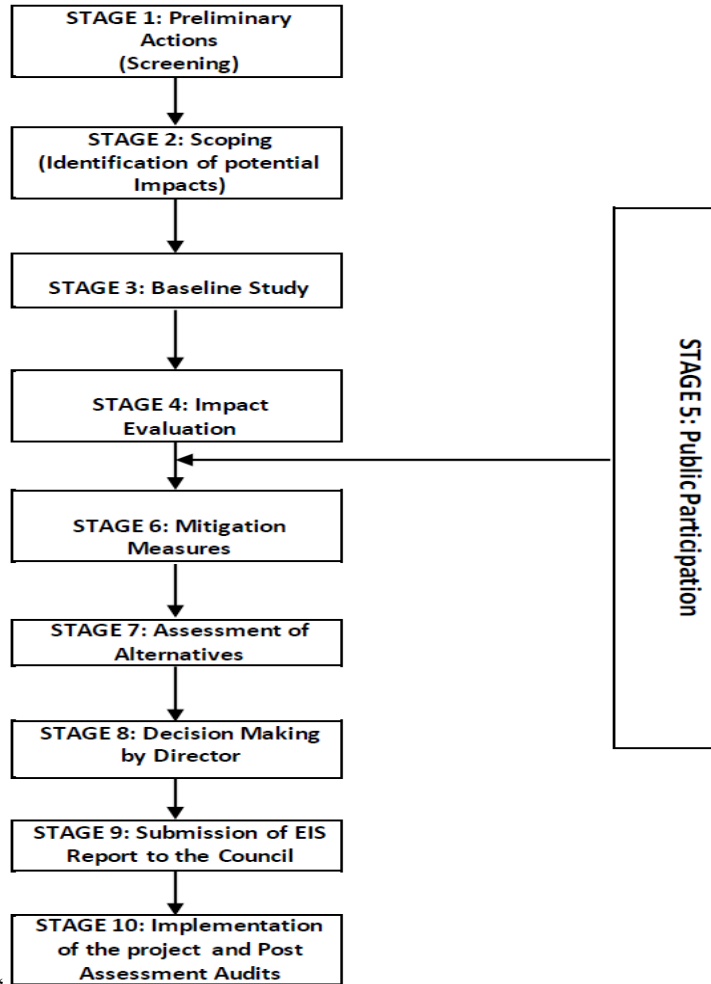 STAGE 1: Preliminary
Actions
(Screening)
STAGE 2: Scoping
(Identification of potential
Impacts)
STAGE 3: Baseline Study
STAGE 4: Impact
Evaluation
STAGE 5: Public Participation
STAGE 6: Mitigation
Measures
STAGE 7: Assessment of
Alternatives
STAGE 8: Decision Making
by Director
STAGE 9: Submission of EIS
Report to the Council
STAGE 10: Implementation
of the project and Post
Assessment Audits